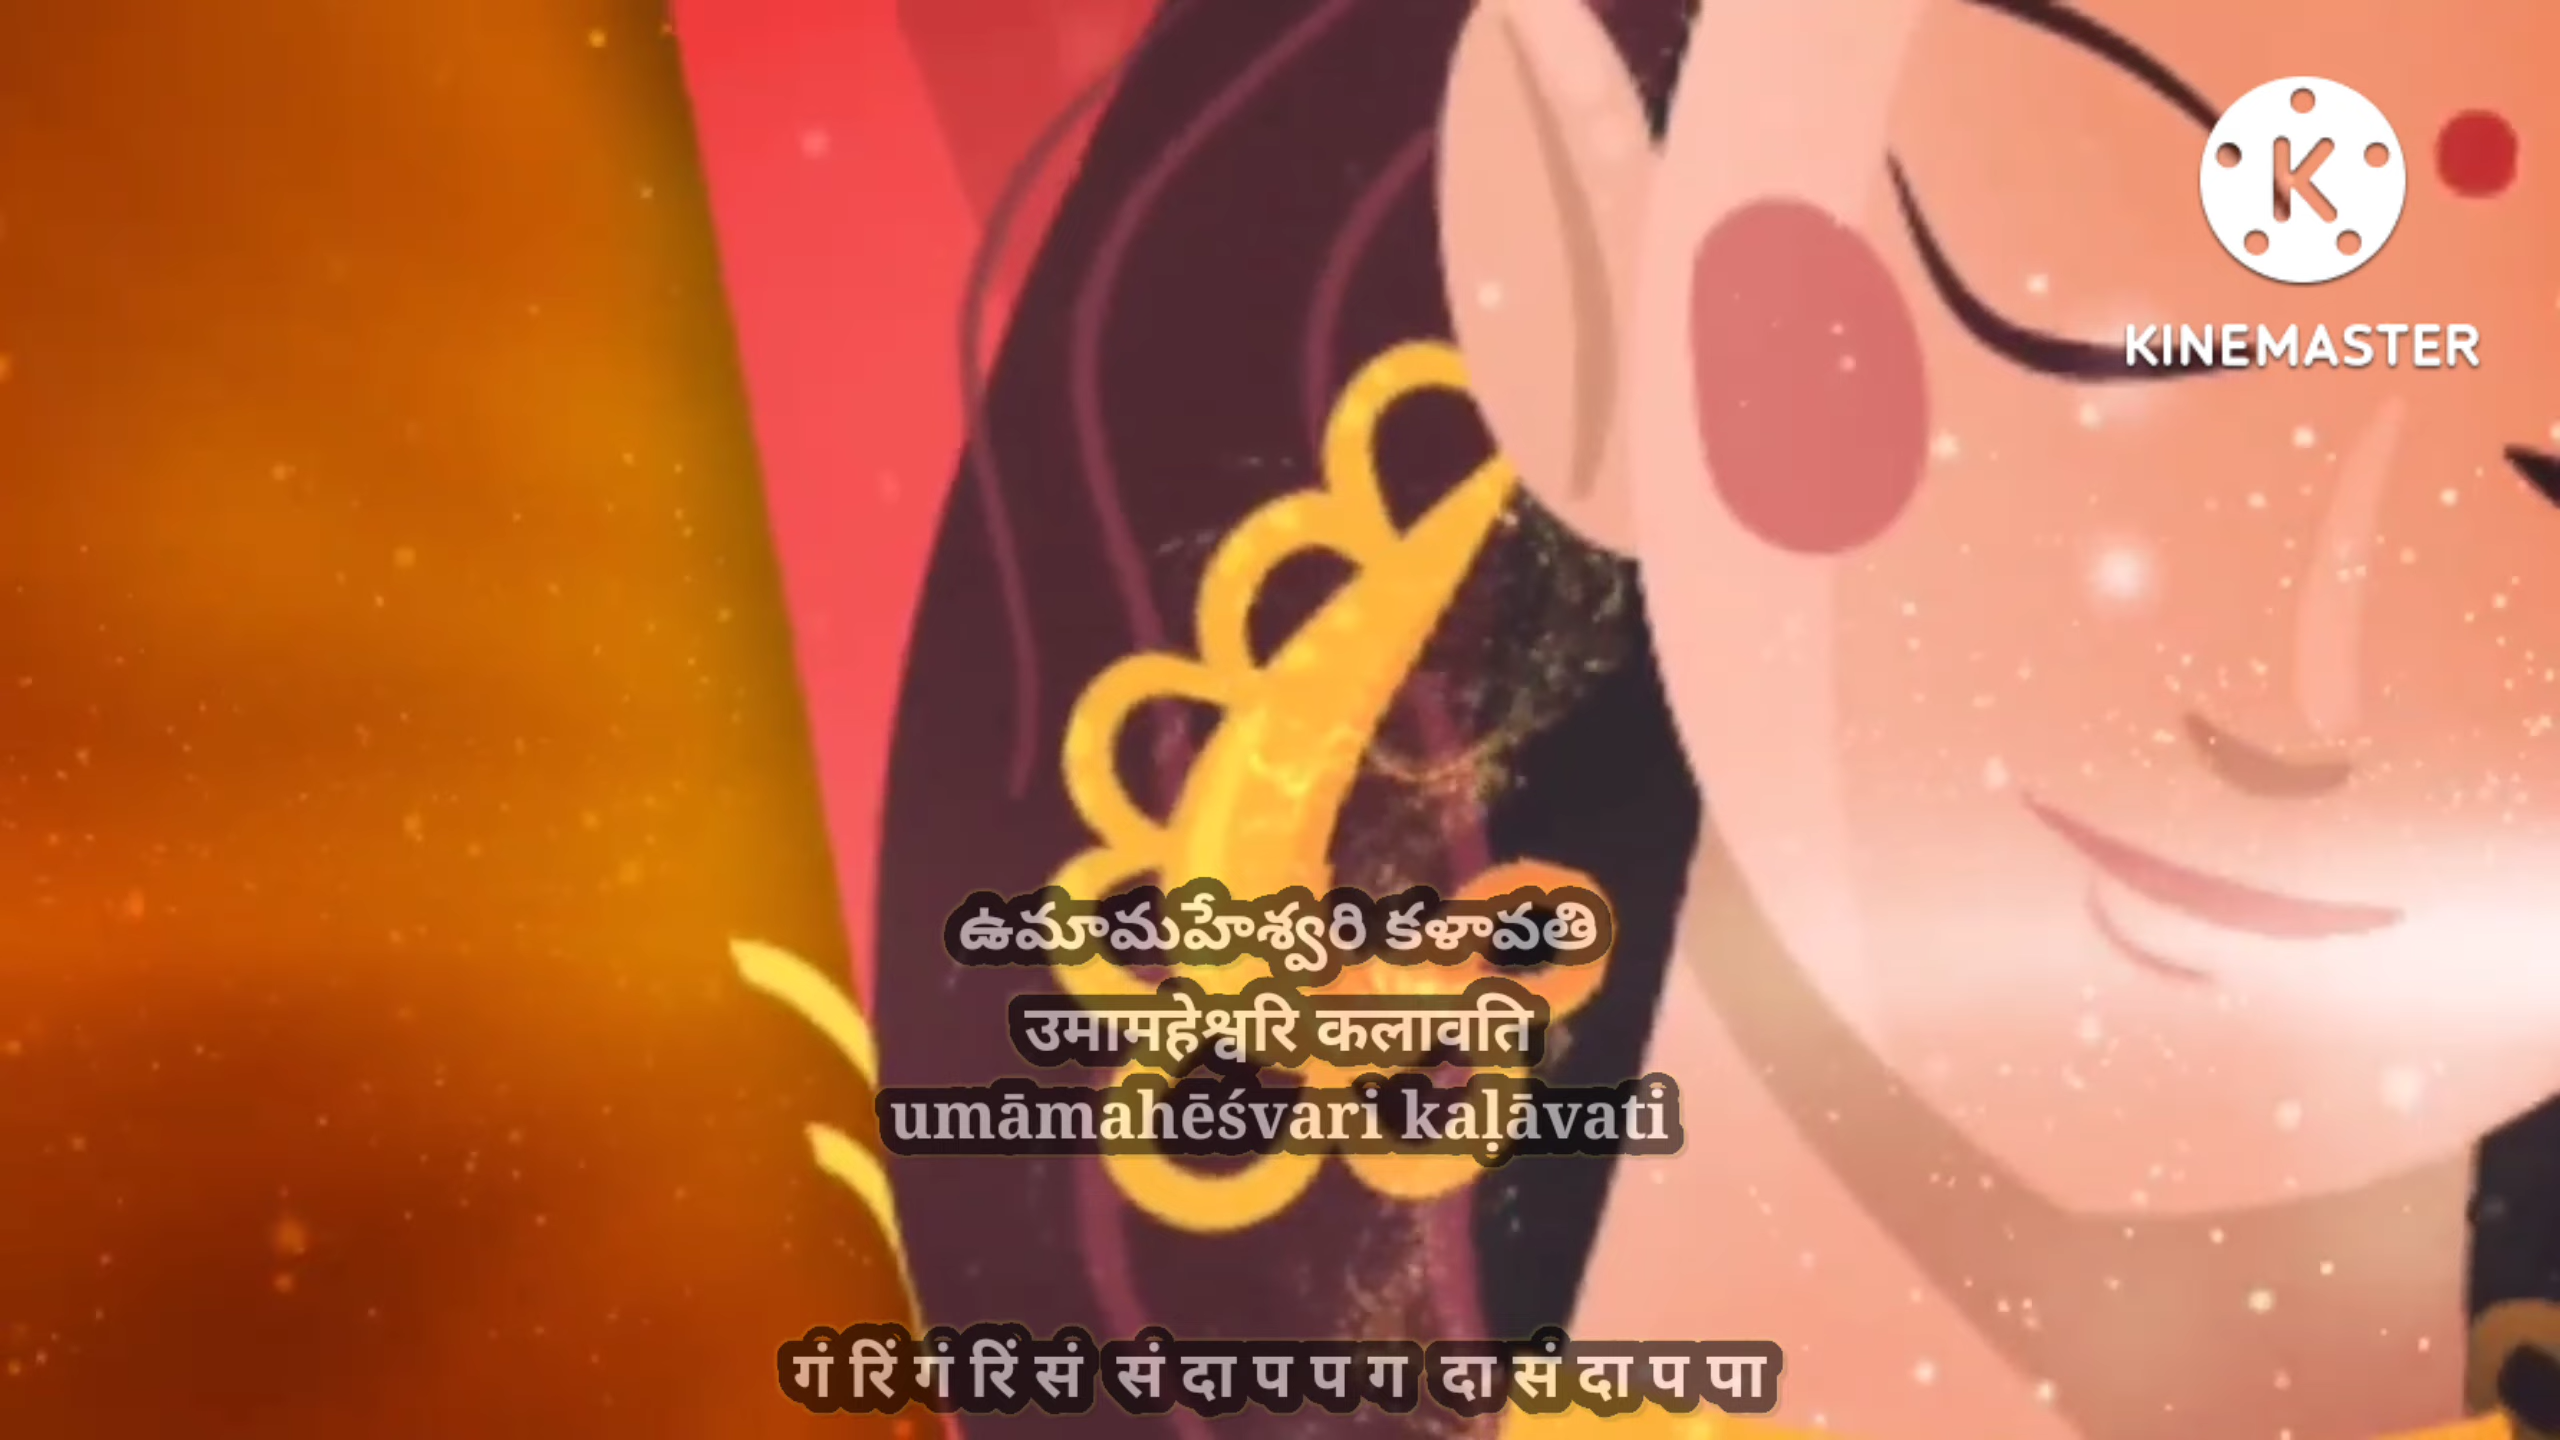 KINEMASTER
ఉమామహేశ్వరి కళావతి
उमामहेश्वरि कलावति
umāmahēśvari kaḷāvati
गं रिं गं रिं सं सं दा प प ग दा सं दा प पा